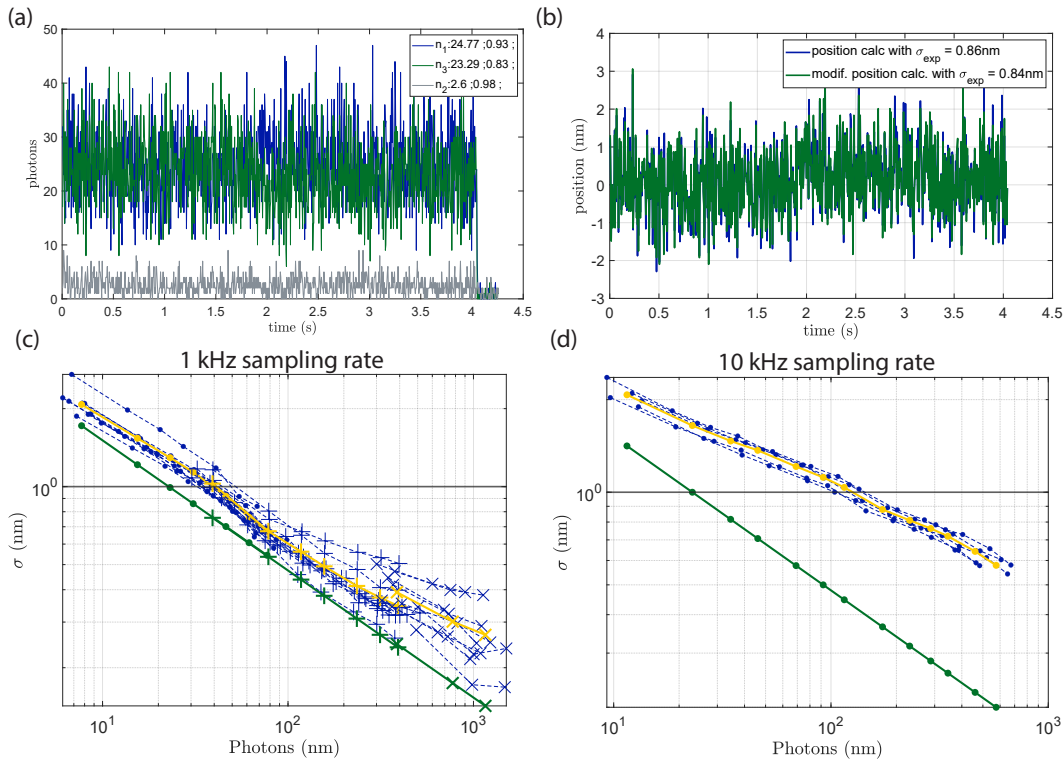 (a)
photons
50
40
30
20
10
0
n1:24.77 ;0.93 ;
n3:23.29 ;0.83 ;
n2:2.6 ;0.98 ;
0 0.5 1 1.5 2 2.5 3 3.5 4 4.5
time (s)
(b)
position (nm)
4
3
2
1
0
-1
-2
-3
position calc with σexp = 0.86nm
modif. position calc. with σexp = 0.84nm
0 0.5 1 1.5 2 2.5 3 3.5 4 4.5
time (s)
(c)
1 kHz sampling rate
σ (nm)
10^0
10^1 10^2 10^3
Photons (nm)
(d)
10 kHz sampling rate
σ (nm)
10^0
10^1 10^2 10^3
Photons (nm)